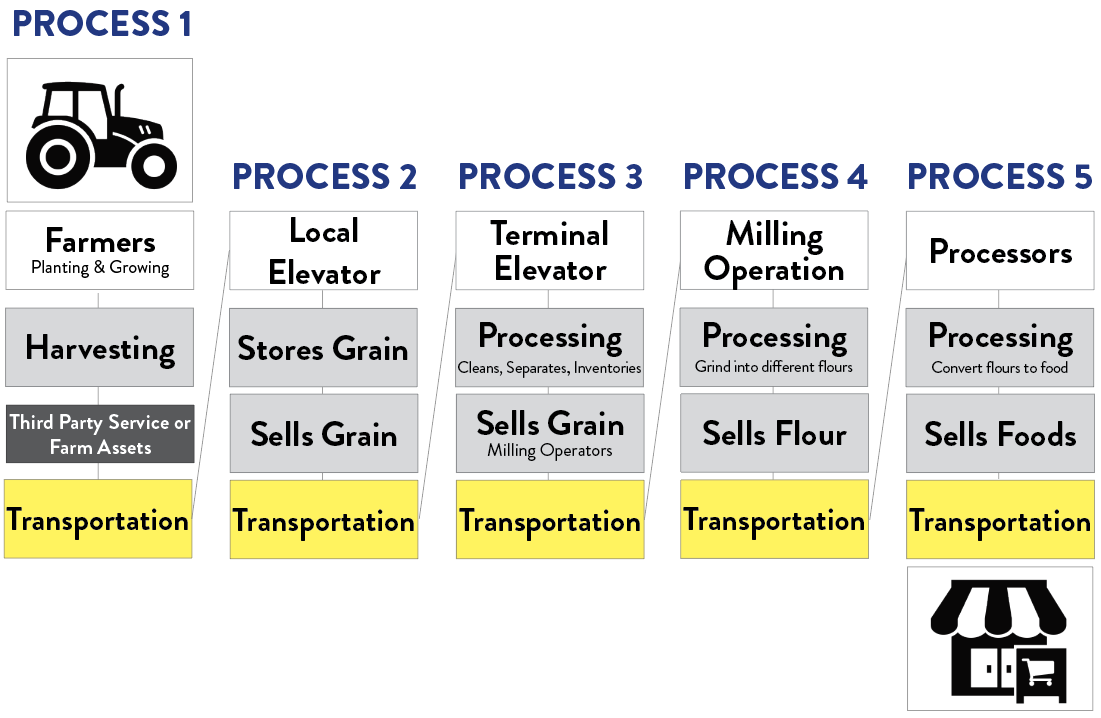 PROCESS 1
Farmers
Planting & Growing
Harvesting
Third Party Service or
Farm Assets
Transportation
PROCESS 2
Local
Elevator
Stores Grain
Sells Grain
Transportation
PROCESS 3
Terminal
Elevator
Processing
Cleans, Separates, Inventories
Sells Grain
Milling Operators
Transportation
PROCESS 4
Milling
Operation
Processing
Grind into different flours
Sells Flour
Transportation
PROCESS 5
Processors
Processing
Convert flours to food
Sells Foods
Transportation